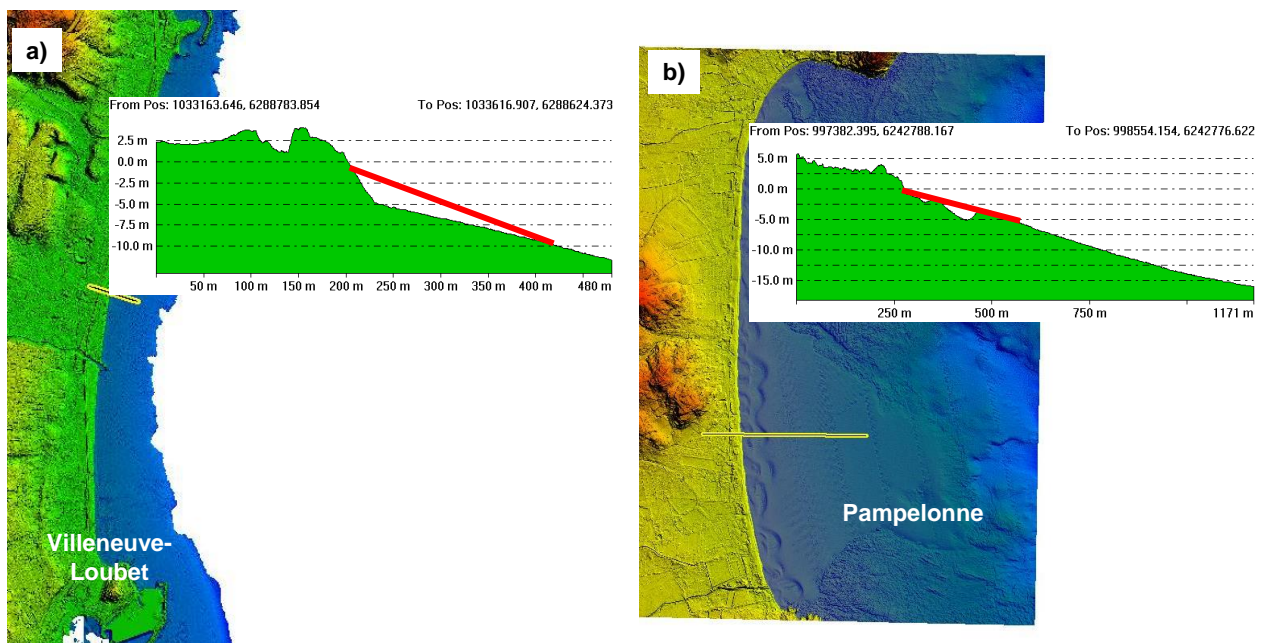 a)
From Pos: 1033163.646, 6288783.854 To Pos: 1033616.907, 6288624.373
2.5 m
0.0 m
-2.5 m
-5.0 m
-7.5 m
-10.0 m
50 m 100 m 150 m 200 m 250 m 300 m 350 m 400 m 480 m
Villeneuve-
Loubet
b)
From Pos: 997382.395, 6242788.167 To Pos: 998554.154, 6242776.622
5.0 m
0.0 m
-5.0 m
-10.0 m
-15.0 m
250 m 500 m 750 m 1171 m
Pampelonne